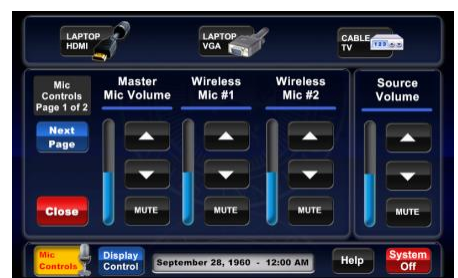 LAPTOP
HDMI
LAPTOP
VGA
CABLE
TV
123
Mic
Controls
Page 1 of 2
Master
Mic Volume
Wireless
Mic #1
Wireless
Mic #2
Source
Volume
Next
Page
Close
MUTE
MUTE
MUTE
MUTE
Mic
Controls
Display
Control
September 28, 1960 - 12:00 AM
Help
System
Off